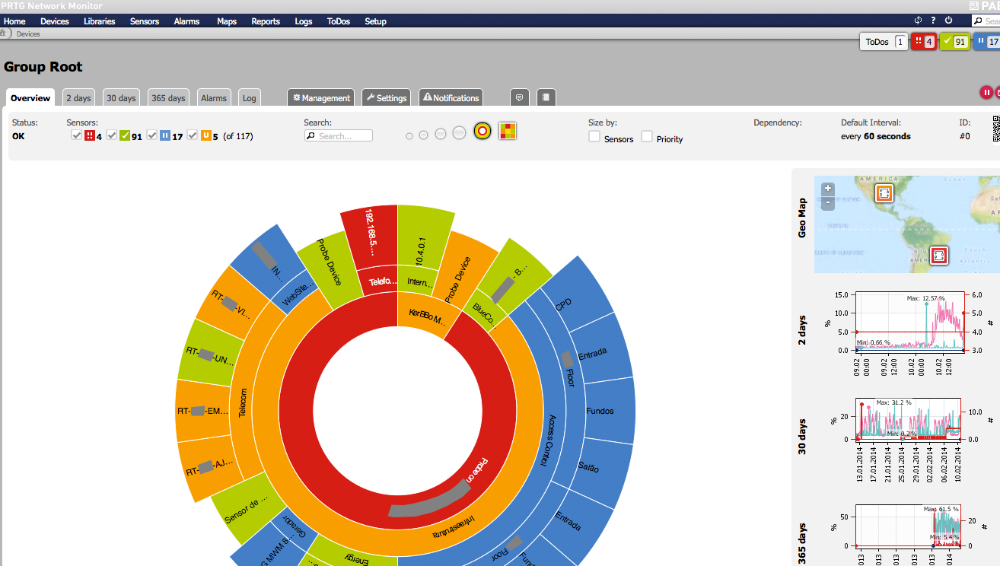 PRTG Network Monitor
PAE
Home Devices Libraries Sensors Alarms Maps Reports Logs ToDos Setup
? Sear
Devices
ToDos 1 4 91 17
Group Root
Overview 2 days 30 days 365 days Alarms Log Management Settings Notifications
Status: Sensors: Search: Size by: Dependency: Default Interval: ID:
OK 4 91 17 U 5 (of 117) Search... Sensors Priority every 60 seconds #0
192.168.5....
10.4.0.1
Probe Device
Telefo...
Intern...
Probe Device
KerBBo M...
B...
BlueCo...
IN...
WebSite...
RT- -VI...
RT- -UN...
RT- -EM...
RT- -AJ...
Telecom
Sensor de ...
Gerador
G MWM 8...
Energy
Infraestrutura
Probe on
Access Control
CPD
Entrada
Floor
Fundos
Salão
Entrada
Floor
Geo Map
AMERICA
Ocean
+
-
2 days
15.0 10.0 5.0 0.0
%
Max: 12.57 %
Min: 0.66 %
6.0 5.0 4.0 3.0
#
09.02 00:00 09.02 12:00 10.02 00:00 10.02 12:00
30 days
20 0
%
Max: 31.2 %
Min: 0.2 %
10.0 0.0
#
13.01.2014 17.01.2014 21.01.2014 25.01.2014 29.01.2014 02.02.2014 06.02.2014 10.02.2014
365 days
50 0
%
Max: 61.5 %
Min: 5.4 %
20 0
#
013 013 013 013 013 014